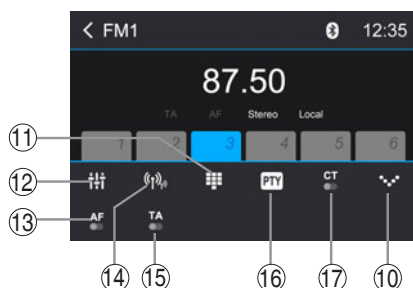 FM1 12:35
87.50
TA AF Stereo Local
1 2 3 4 5 6
11
12 PTY CT
13 AF TA
14 15 16 17 10